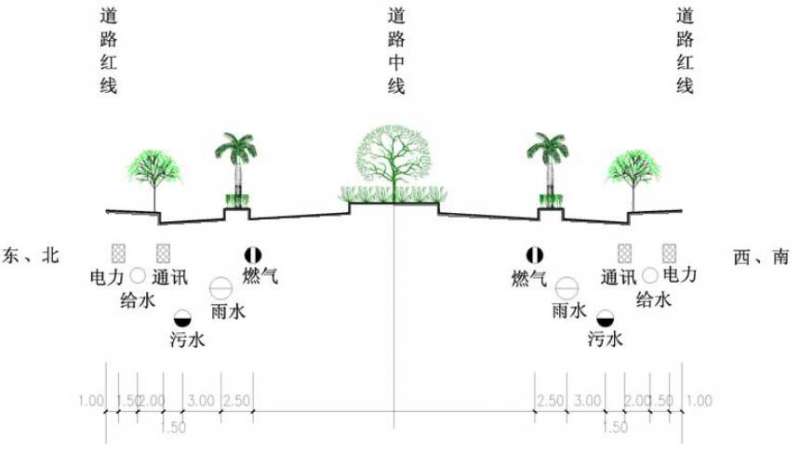 道路红线
道路中线
道路红线
东、北
西、南
电力
通讯
燃气
给水
雨水
污水
燃气
通讯
电力
雨水
给水
污水
1.00
1.50
2.00
3.00
2.50
1.50
2.50
3.00
2.00
1.50
1.00
1.50